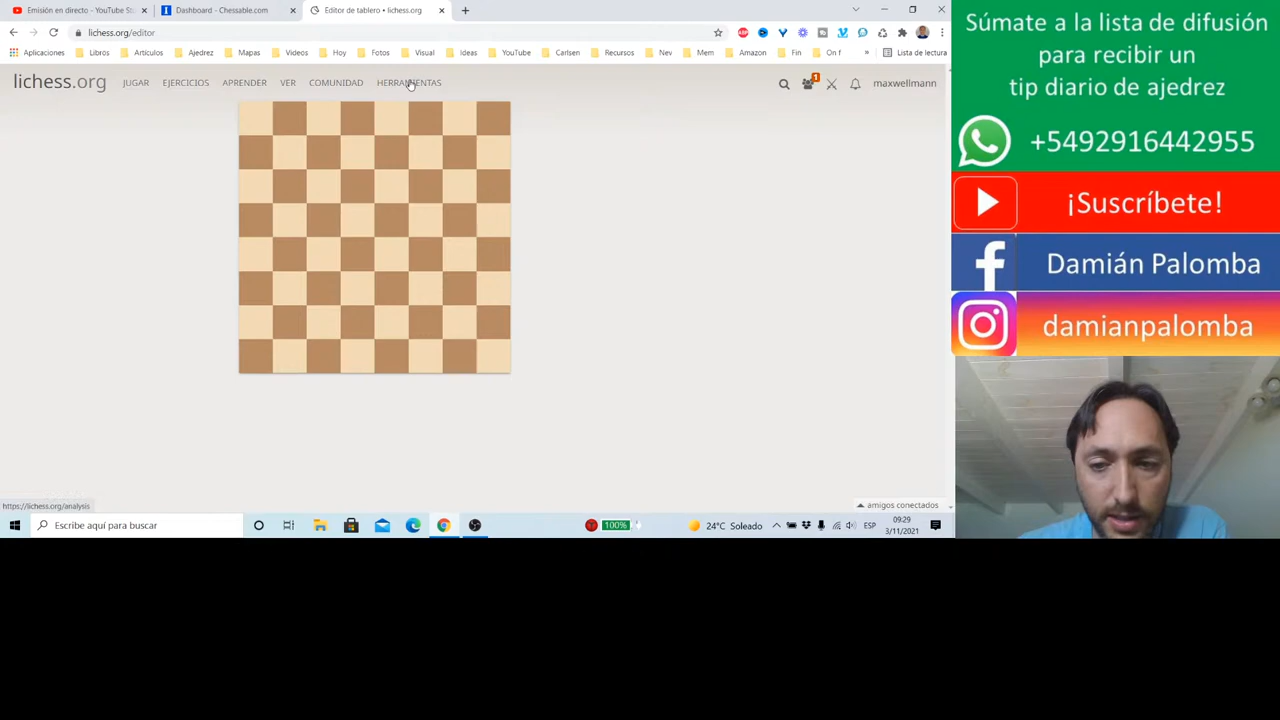 Emisión en directo - YouTube Stu
Dashboard - Chessable.com
Editor de tablero • lichess.org
lichess.org/editor
Aplicaciones
Libros
Artículos
Ajedrez
Mapas
Videos
Hoy
Fotos
Visual
Ideas
YouTube
Carlsen
Recursos
Nev
Mem
Amazon
Fin
On f
»
Lista de lectura
lichess.org
JUGAR
EJERCICIOS
APRENDER
VER
COMUNIDAD
HERRAMIENTAS
1
maxwellmann
https://lichess.org/analysis
amigos conectados
Escribe aquí para buscar
100%
24°C Soleado
ESP
09:29
3/11/2021
Súmate a la lista de difusión
para recibir un
tip diario de ajedrez
+5492916442955
¡Suscríbete!
Damián Palomba
damianpalomba